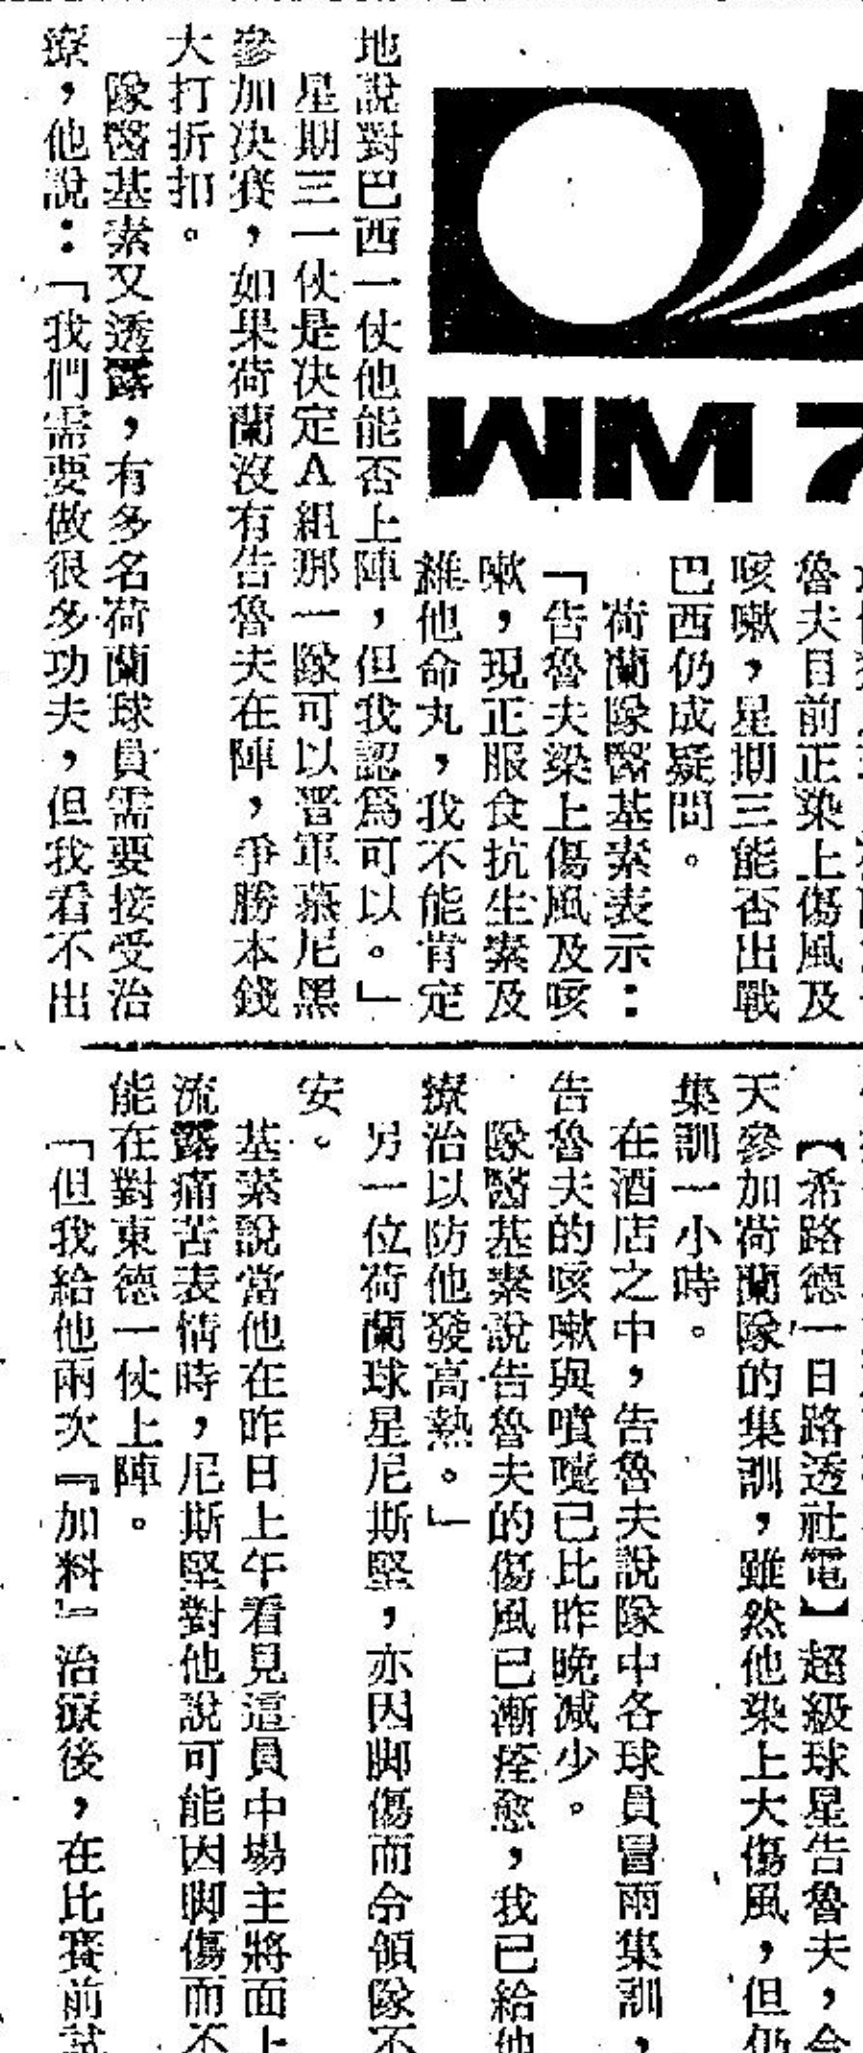 WM 7
魯夫目前正染上傷風及
咳嗽，星期三能否出戰
巴西仍成疑問。
荷蘭隊醫基素表示：
「告魯夫染上傷風及咳
嗽，現正服食抗生素及
維他命丸，我不能肯定
地說對巴西一仗他能否上陣，但我認爲可以。」
星期三一仗是決定A組那一隊可以晋軍慕尼黑
參加決賽，如果荷蘭沒有告魯夫在陣，爭勝本錢
大打折扣。
隊醫基素又透露，有多名荷蘭球員需要接受治
療，他說：「我們需要做很多功夫，但我看不出
【希路德一日路透社電】超級球星告魯夫，今
天參加荷蘭隊的集訓，雖然他染上大傷風，但仍
集訓一小時。
在酒店之中，告魯夫說隊中各球員冒雨集訓，
告魯夫的咳嗽與噴嚏已比昨晚減少。
隊醫基素說告魯夫的傷風已漸痊愈，我已給他
療治以防他發高熱。」
另一位荷蘭球星尼斯堅，亦因脚傷而令領隊不
安。
基素說當他在昨日上午看見這員中場主將面上
流露痛苦表情時，尼斯堅對他說可能因脚傷而不
能在對東德一仗上陣。
「但我給他兩次『加料』治療後，在比賽前試